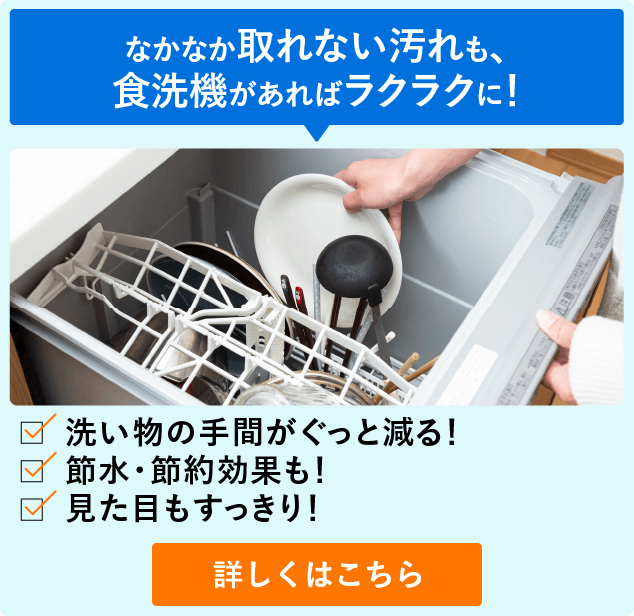 なかなか取れない汚れも、
食洗機があればラクラクに!
洗い物の手間がぐっと減る!
節水・節約効果も!
見た目もすっきり!
詳しくはこちら